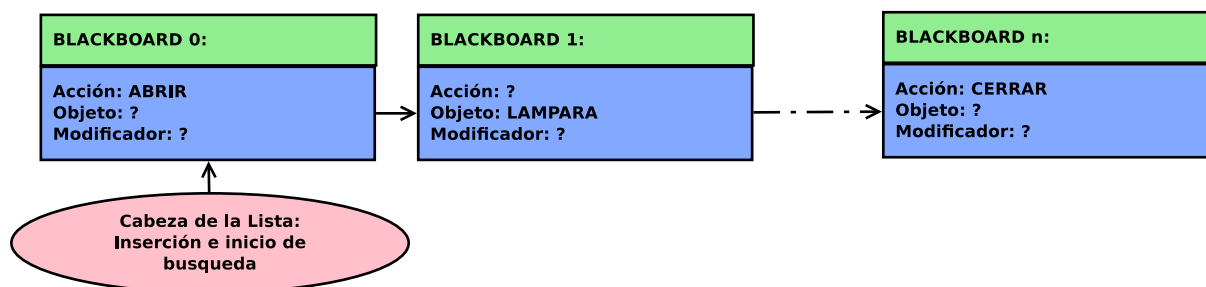 BLACKBOARD 0:
Acción: ABRIR
Objeto: ?
Modificador: ?
BLACKBOARD 1:
Acción: ?
Objeto: LAMPARA
Modificador: ?
BLACKBOARD n:
Acción: CERRAR
Objeto: ?
Modificador: ?
Cabeza de la Lista:
Inserción e inicio de
busqueda